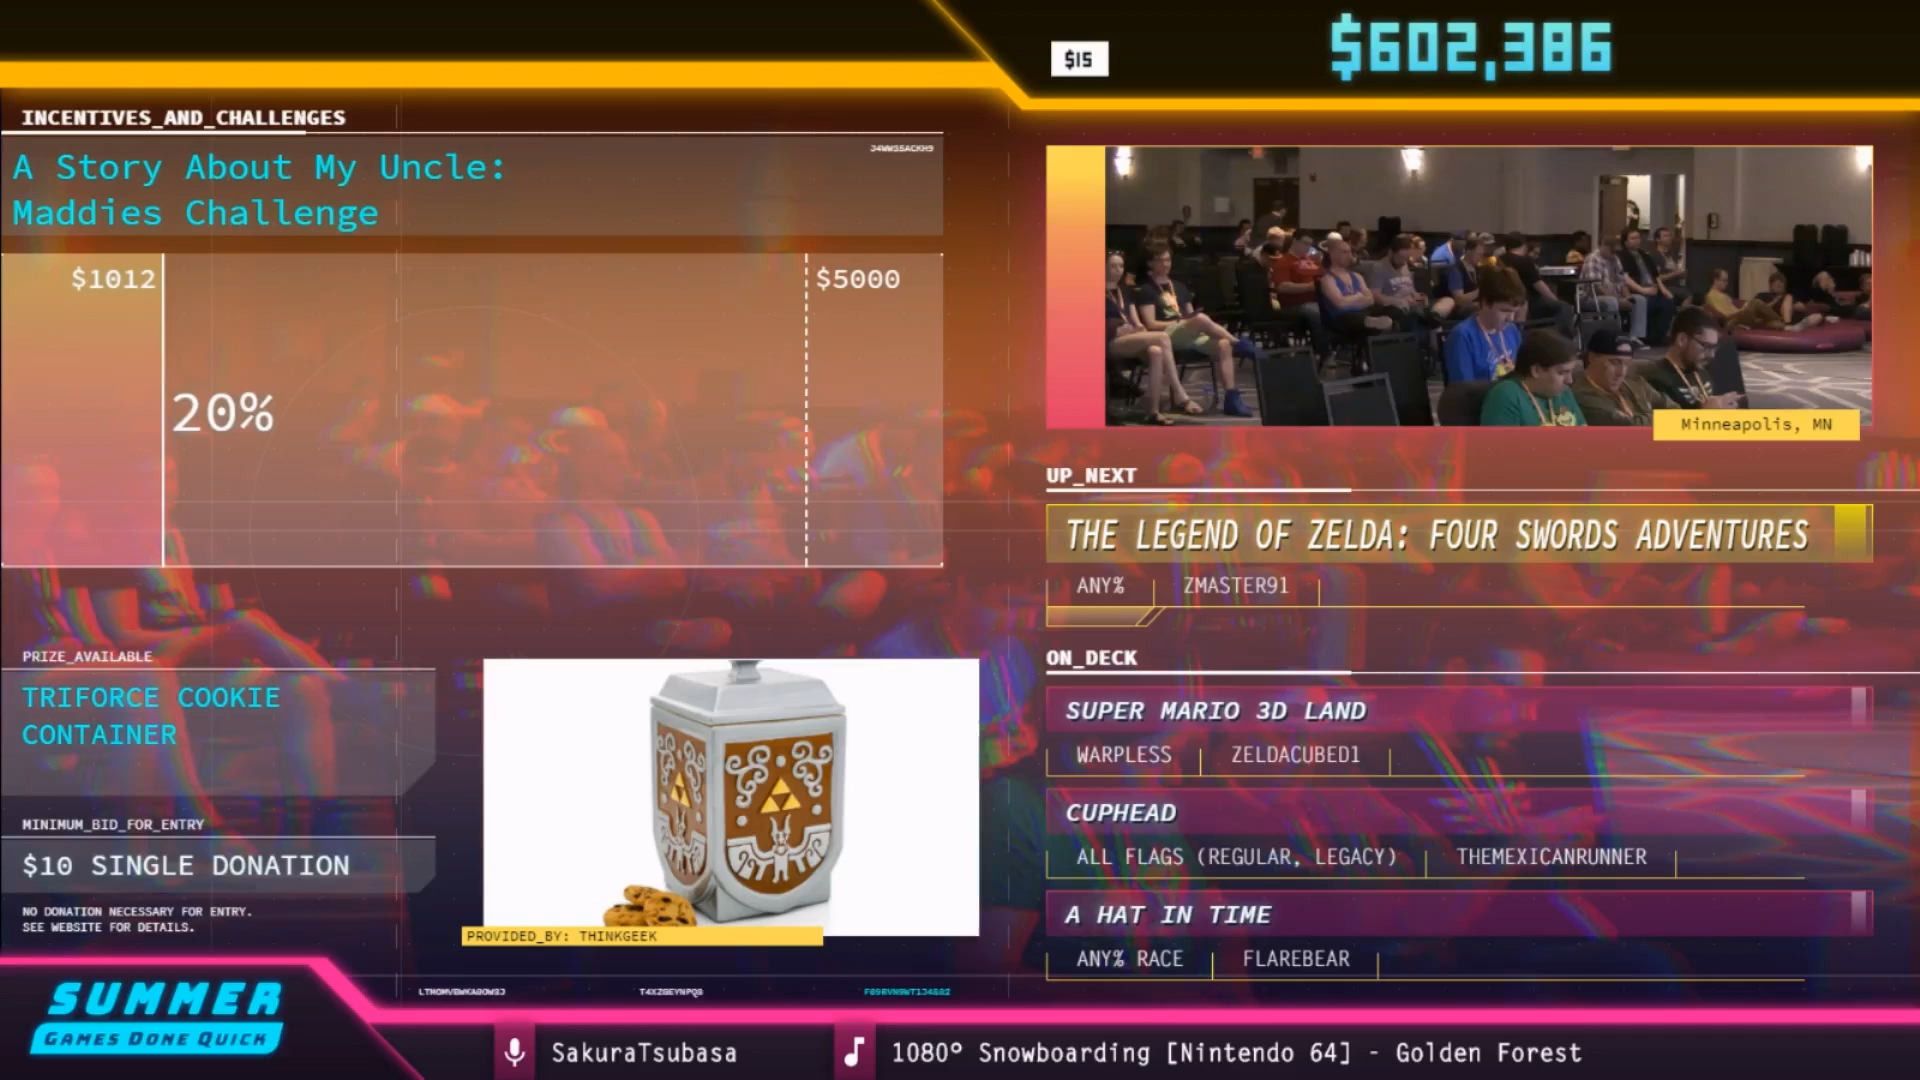 $15
$602,386
INCENTIVES_AND_CHALLENGES
A Story About My Uncle:
Maddies Challenge
$1012
$5000
20%
Minneapolis, MN
UP_NEXT
THE LEGEND OF ZELDA: FOUR SWORDS ADVENTURES
ANY% ZMASTER91
ON_DECK
SUPER MARIO 3D LAND
WARPLESS ZELDACUBED1
CUPHEAD
ALL FLAGS (REGULAR, LEGACY) THEMEXICANRUNNER
A HAT IN TIME
ANY% RACE FLAREBEAR
PRIZE_AVAILABLE
TRIFORCE COOKIE
CONTAINER
MINIMUM_BID_FOR_ENTRY
$10 SINGLE DONATION
NO DONATION NECESSARY FOR ENTRY.
SEE WEBSITE FOR DETAILS.
PROVIDED_BY: THINKGEEK
SUMMER
GAMES DONE QUICK
SakuraTsubasa
1080° Snowboarding [Nintendo 64] - Golden Forest